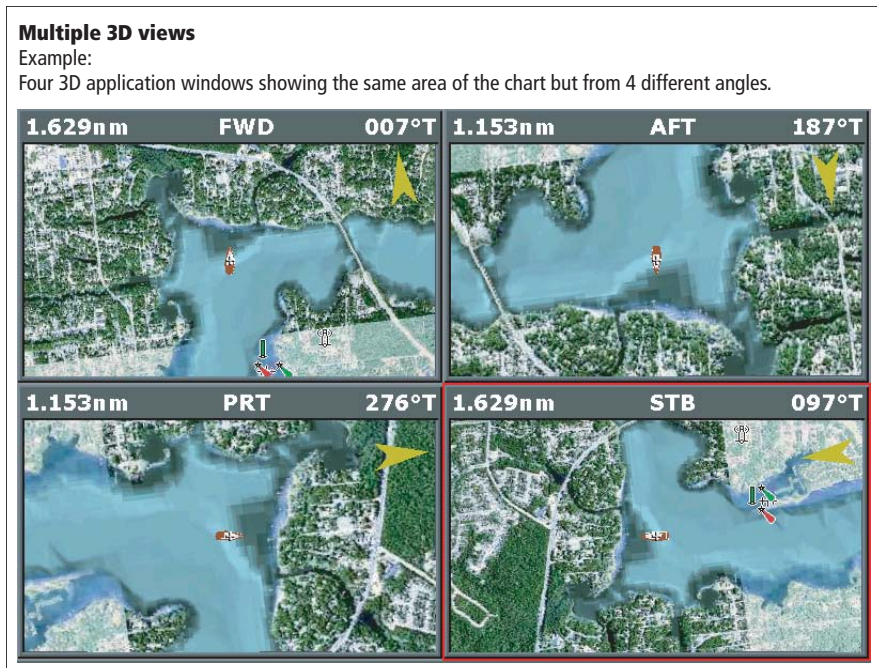 Multiple 3D views
Example:
Four 3D application windows showing the same area of the chart but from 4 different angles.
1.629nm FWD 007°T
1.153nm AFT 187°T
1.153nm PRT 276°T
1.629nm STB 097°T